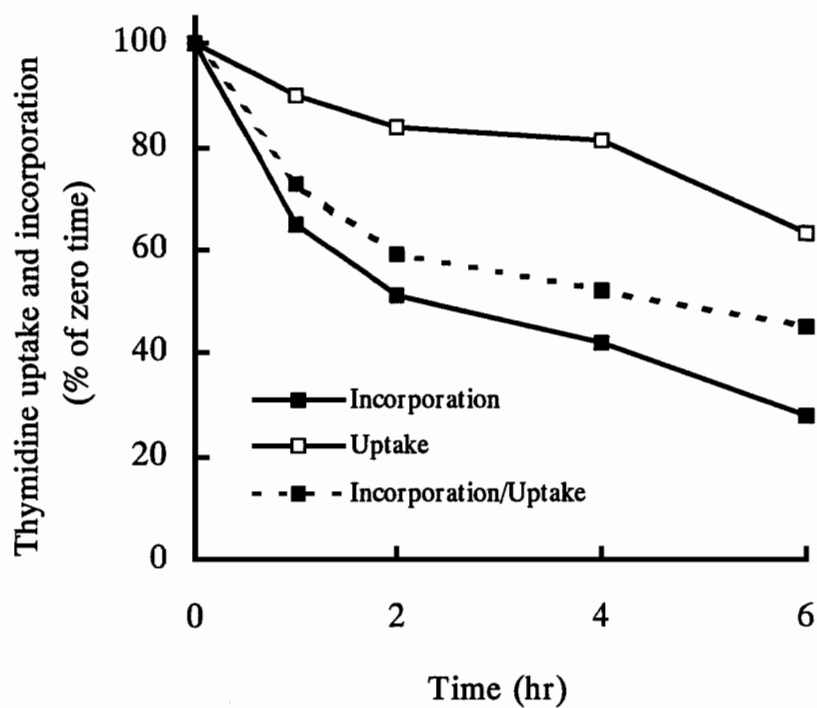 Thymidine uptake and incorporation
(% of zero time)
100
80
60
40
20
0
Incorporation
Uptake
Incorporation/Uptake
0 2 4 6
Time (hr)